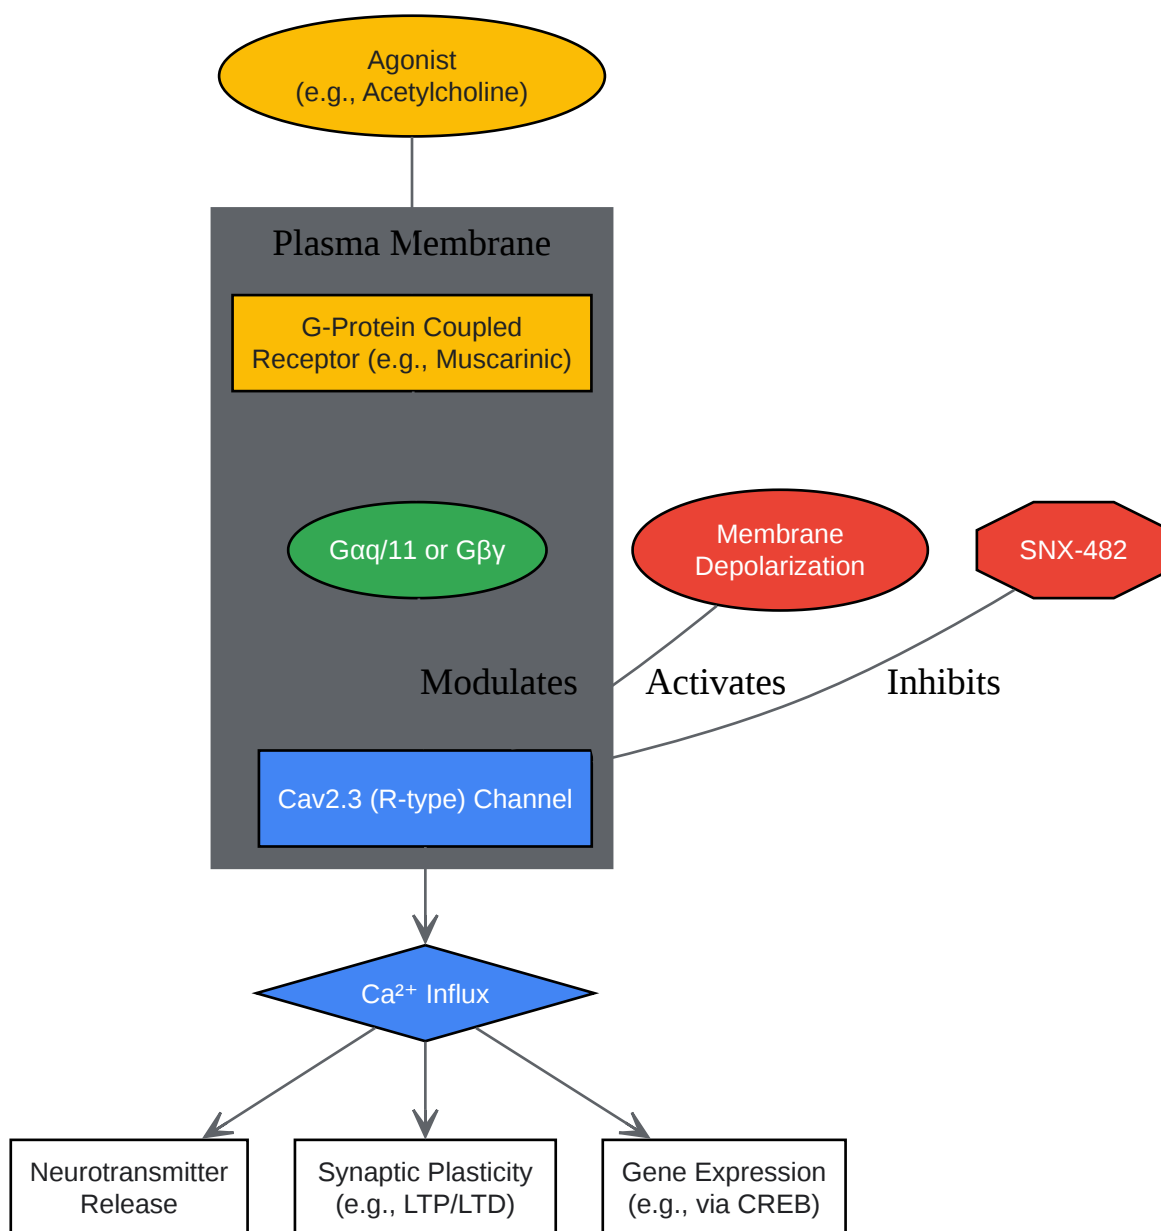 Agonist
(e.g., Acetylcholine)
Plasma Membrane
G-Protein Coupled
Receptor (e.g., Muscarinic)
Gαq/11 or Gβγ
Membrane
Depolarization
SNX-482
Modulates
Activates
Inhibits
Cav2.3 (R-type) Channel
Ca²⁺ Influx
Neurotransmitter
Release
Synaptic Plasticity
(e.g., LTP/LTD)
Gene Expression
(e.g., via CREB)